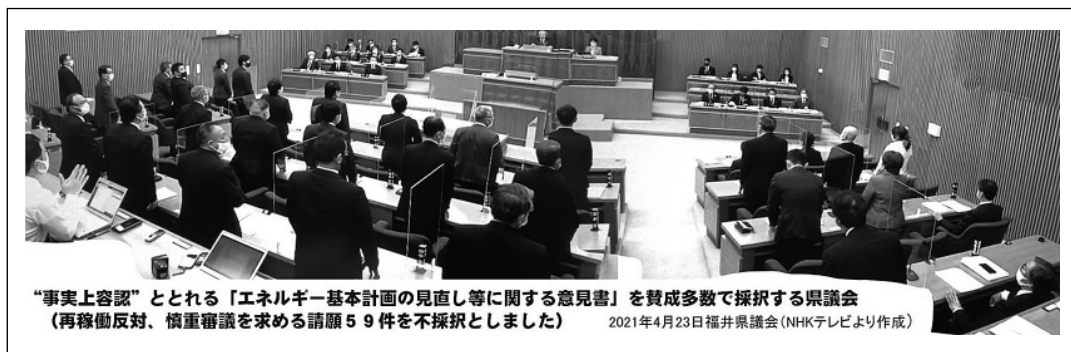 “事実上容認”ととれる「エネルギー基本計画の見直し等に関する意見書」を賛成多数で採択する県議会
(再稼働反対、慎重審議を求める請願59件を不採択としました) 2021年4月23日福井県議会(NHKテレビより作成)